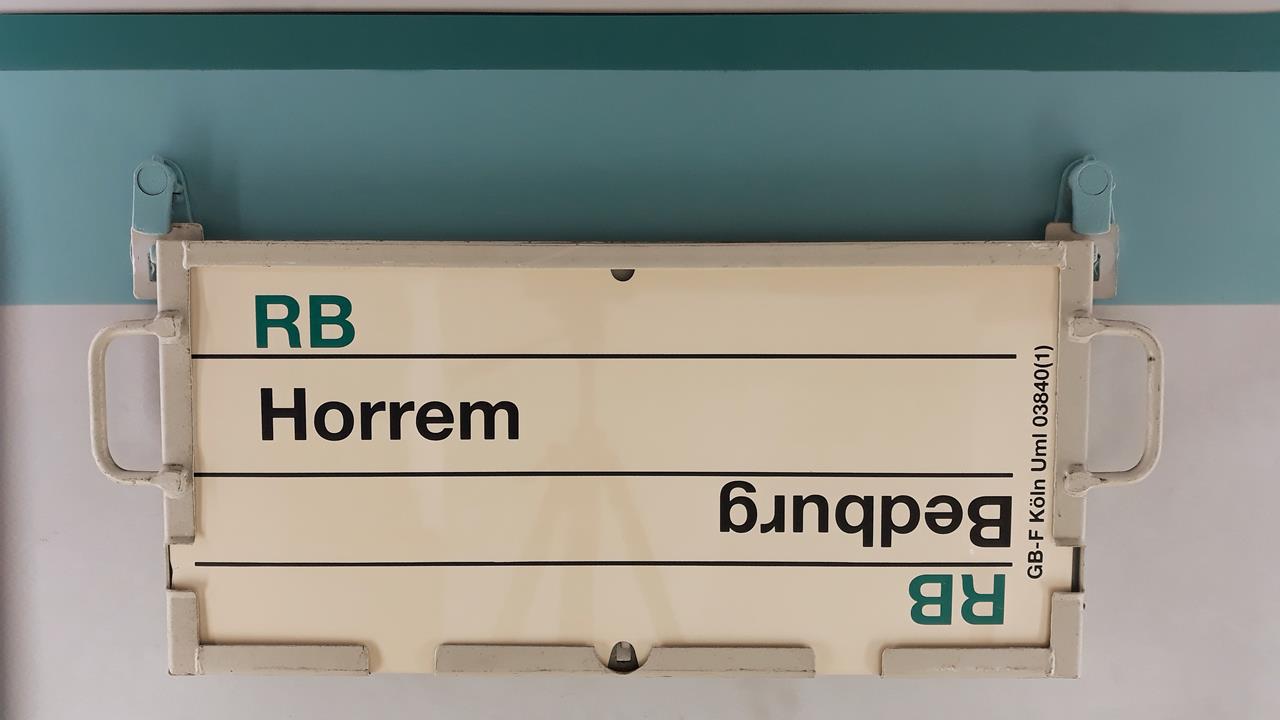 RB
Horrem
Bedburg
RB
GB-F Köln Uml 03840(1)